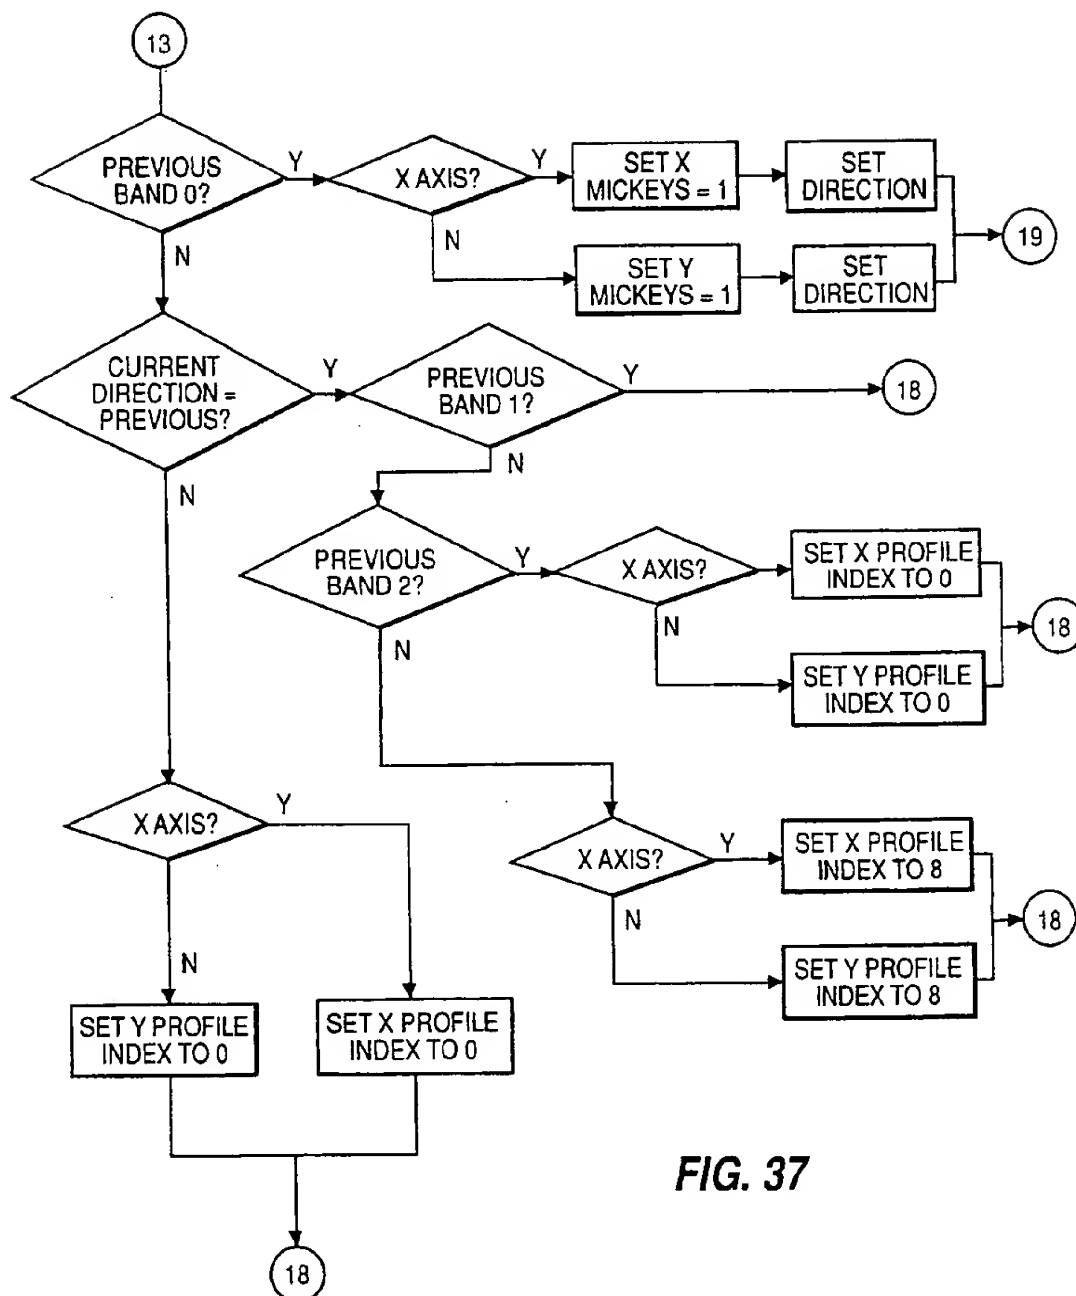 13
PREVIOUS
BAND 0?
Y
X AXIS?
Y
SET X
MICKEYS = 1
SET
DIRECTION
N
N
SET Y
MICKEYS = 1
SET
DIRECTION
19
CURRENT
DIRECTION =
PREVIOUS?
Y
PREVIOUS
BAND 1?
Y
18
N
N
PREVIOUS
BAND 2?
Y
X AXIS?
SET X PROFILE
INDEX TO 0
N
N
SET Y PROFILE
INDEX TO 0
18
X AXIS?
Y
X AXIS?
Y
SET X PROFILE
INDEX TO 8
N
SET Y PROFILE
INDEX TO 8
18
N
SET Y PROFILE
INDEX TO 0
SET X PROFILE
INDEX TO 0
18
FIG. 37